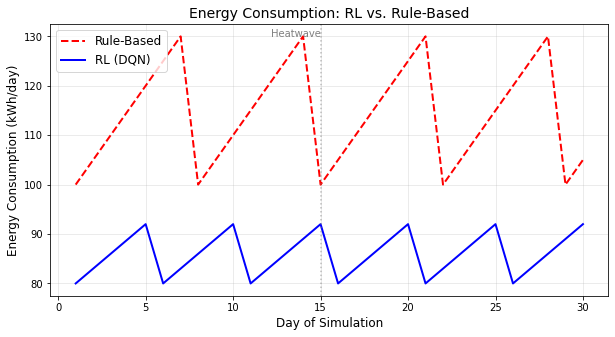 Energy Consumption: RL vs. Rule-Based
Rule-Based
RL (DQN)
Heatwave
Energy Consumption (kWh/day)
130
120
110
100
90
80
0
5
10
15
20
25
30
Day of Simulation